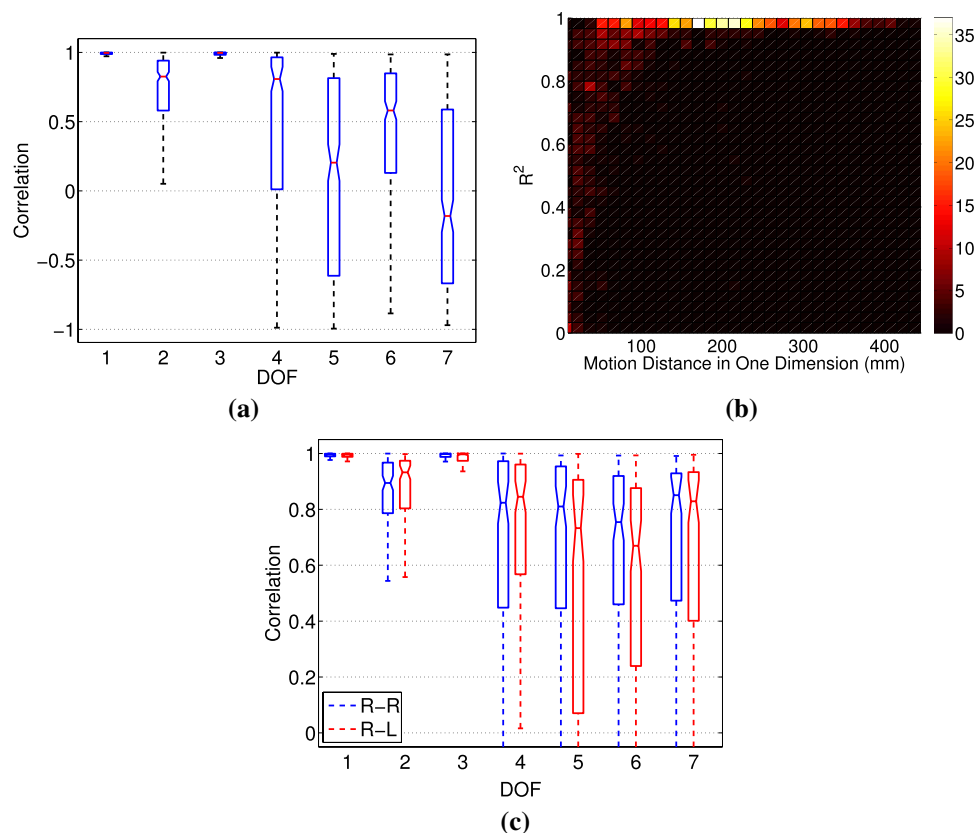 1
0.5
0
−0.5
−1
Correlation
1 2 3 4 5 6 7
DOF
(a)
1
0.8
0.6
0.4
0.2
0
R2
100 200 300 400
Motion Distance in One Dimension (mm)
35
30
25
20
15
10
5
0
(b)
1
0.8
0.6
0.4
0.2
0
Correlation
R−R
R−L
1 2 3 4 5 6 7
DOF
(c)